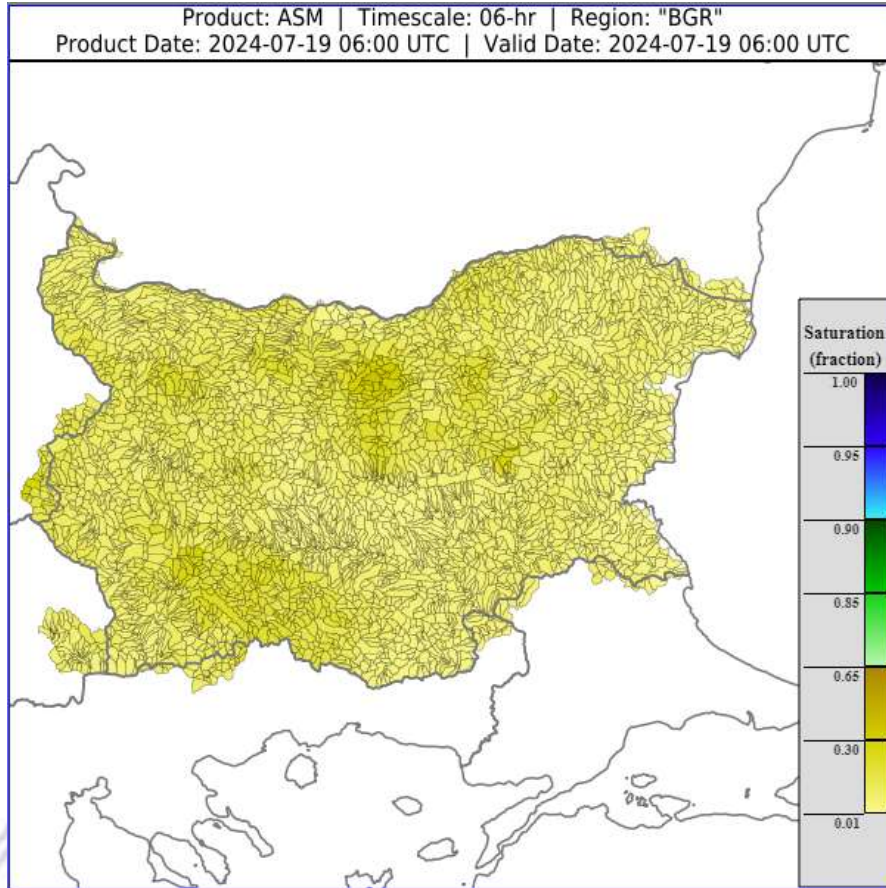 Product: ASM | Timescale: 06-hr | Region: "BGR"
Product Date: 2024-07-19 06:00 UTC | Valid Date: 2024-07-19 06:00 UTC
Saturation
(fraction)
1.00
0.95
0.90
0.85
0.65
0.30
0.01